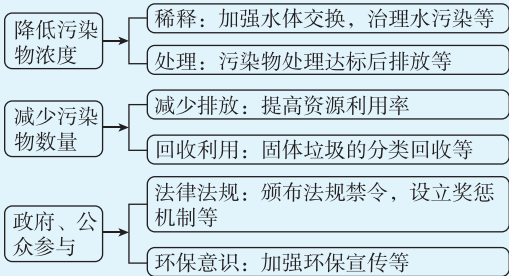 降低污染
物浓度
稀释：加强水体交换，治理水污染等
处理：污染物处理达标后排放等
减少污染
物数量
减少排放：提高资源利用率
回收利用：固体垃圾的分类回收等
政府、公
众参与
法律法规：颁布法规禁令，设立奖惩
机制等
环保意识：加强环保宣传等